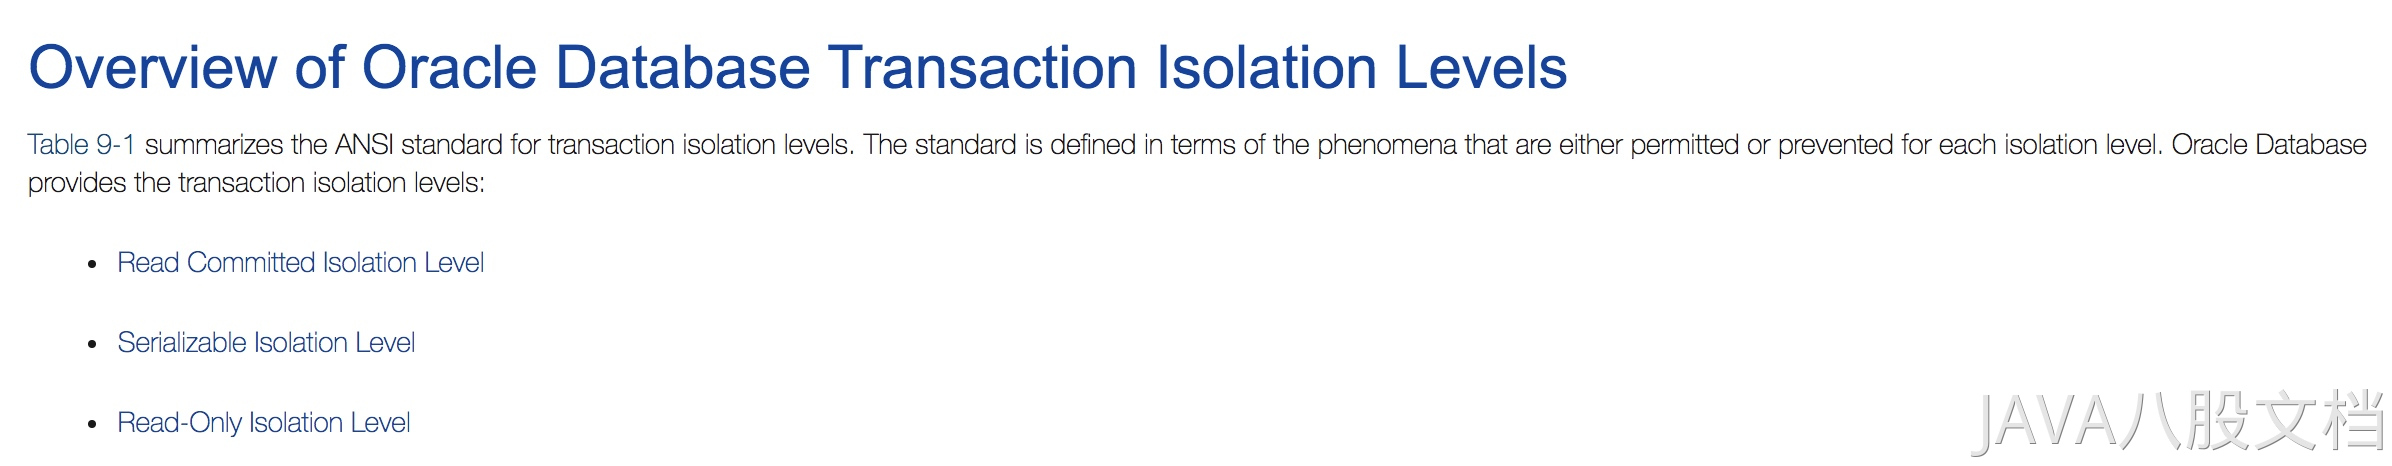 Overview of Oracle Database Transaction Isolation Levels
Table 9-1 summarizes the ANSI standard for transaction isolation levels. The standard is defined in terms of the phenomena that are either permitted or prevented for each isolation level. Oracle Database
provides the transaction isolation levels:
• Read Committed Isolation Level
• Serializable Isolation Level
• Read-Only Isolation Level
JAVA八股文档